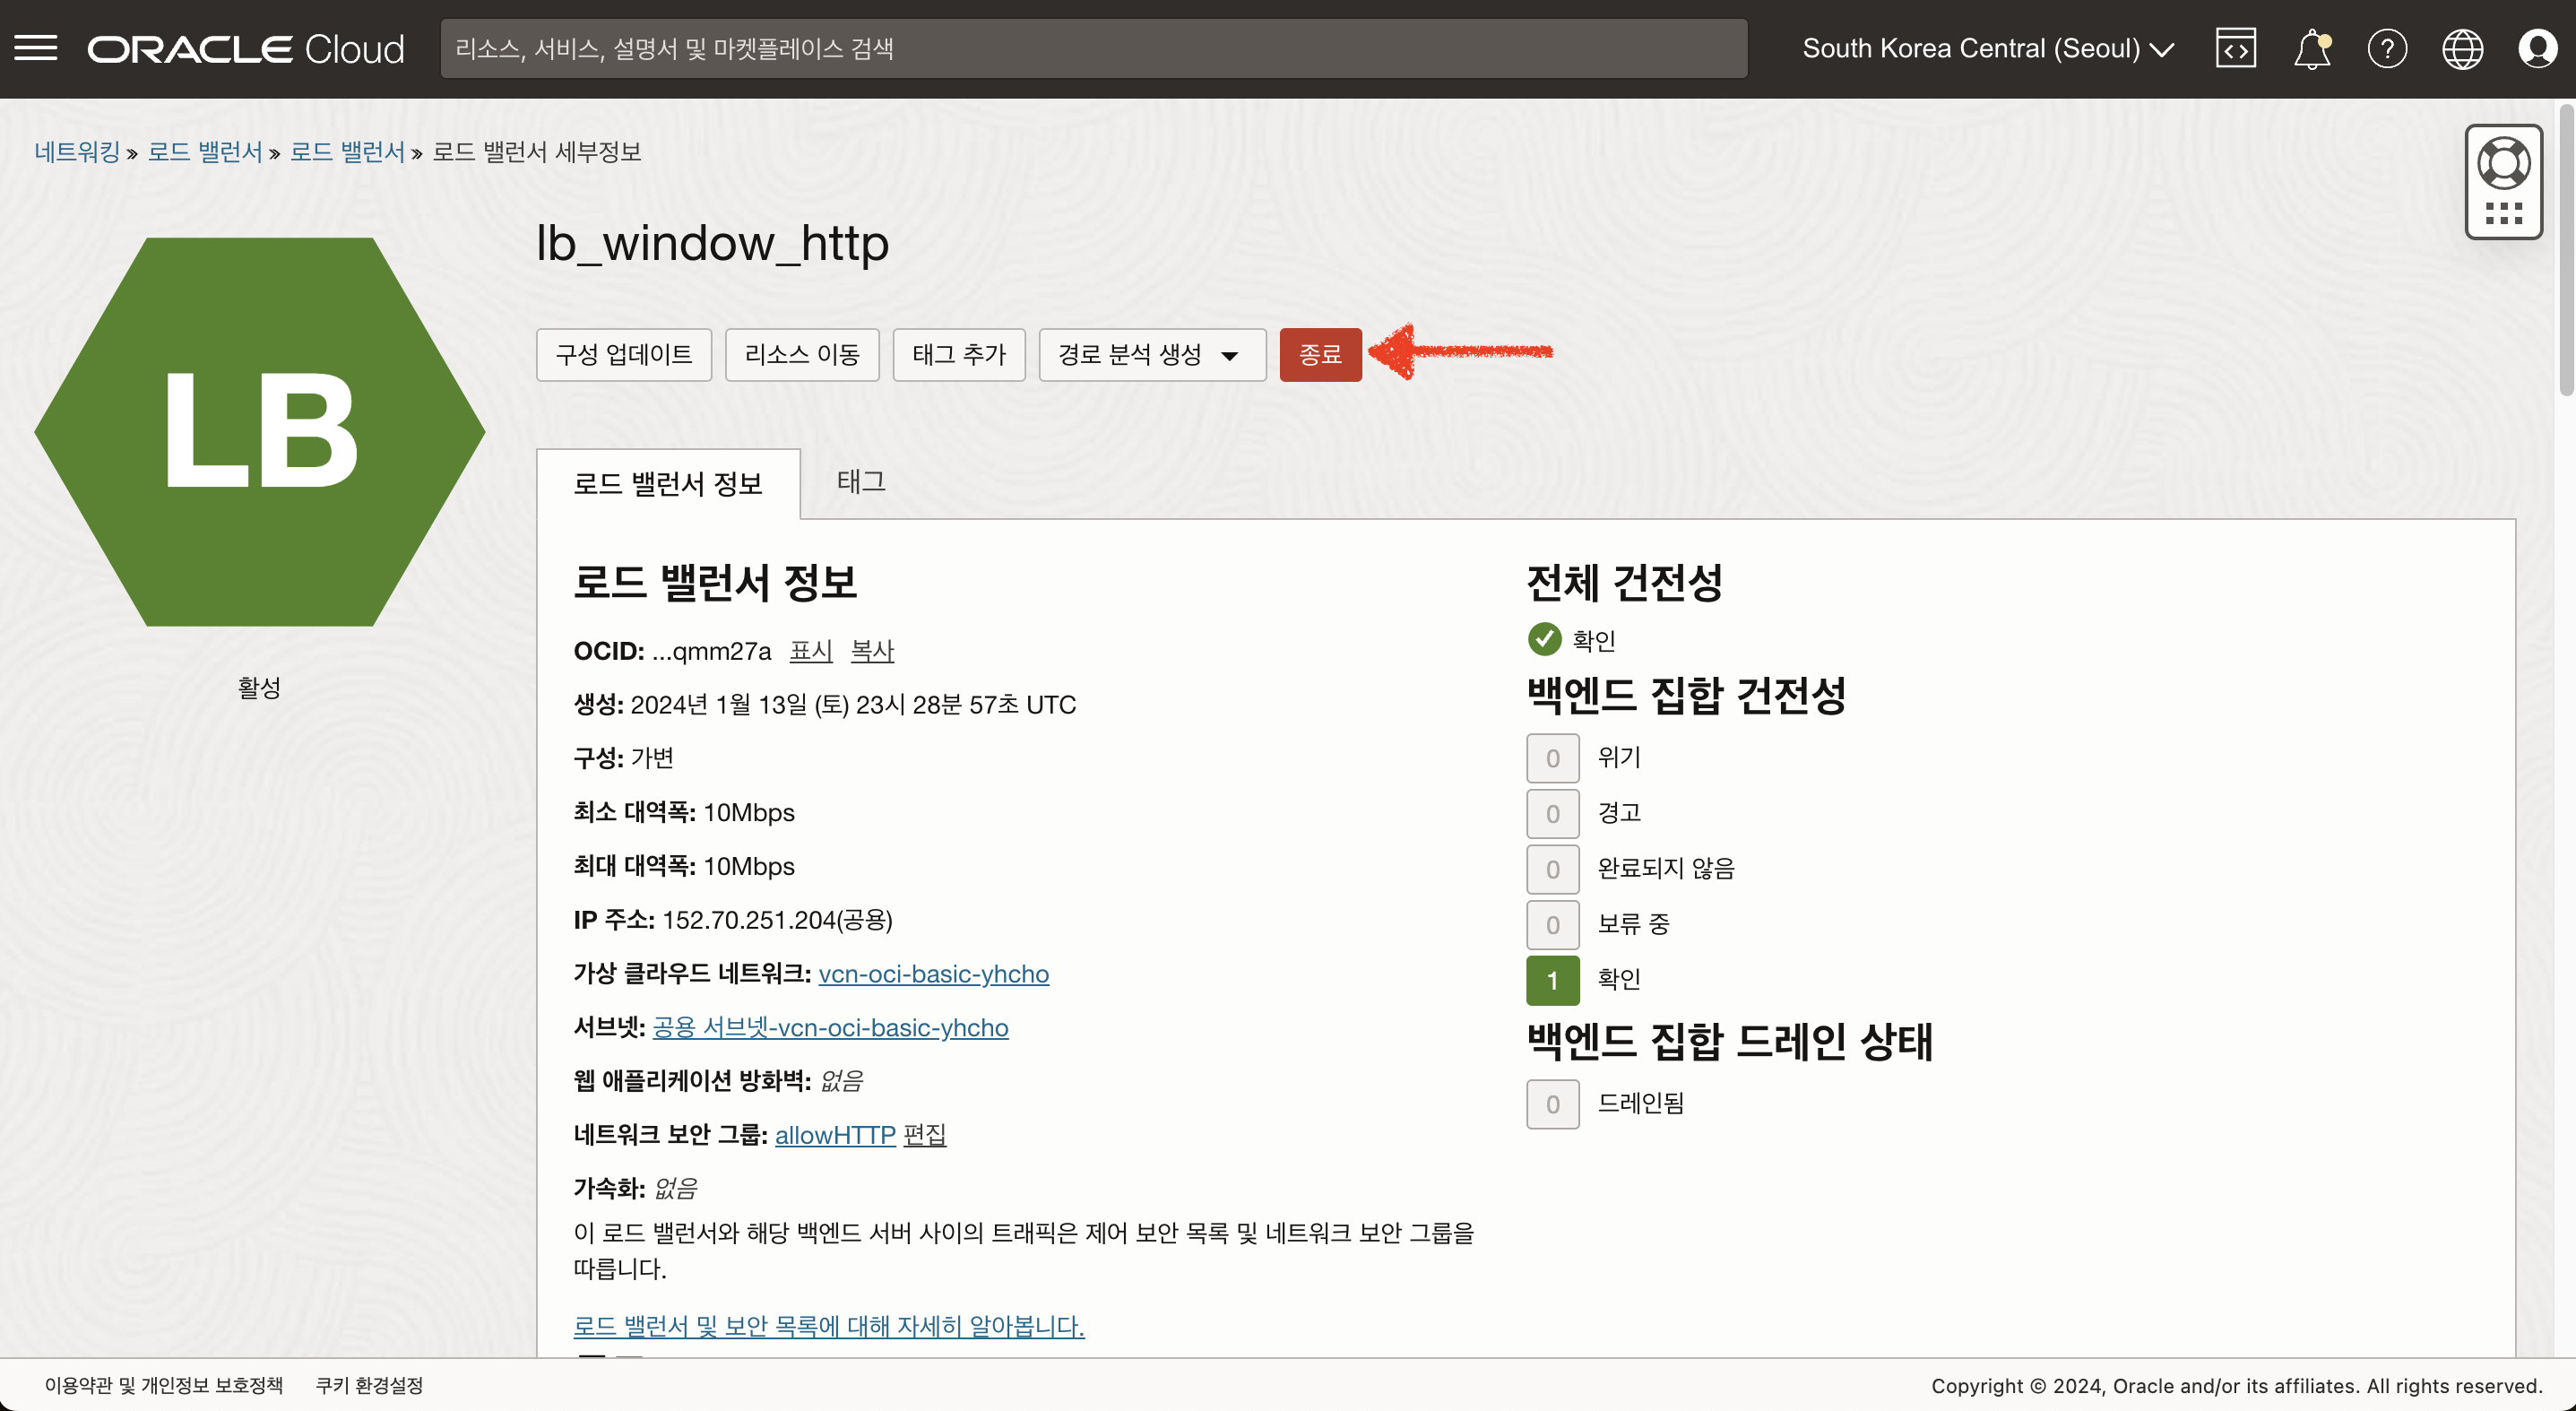 ORACLE Cloud
리소스, 서비스, 설명서 및 마켓플레이스 검색
South Korea Central (Seoul)
네트워킹 » 로드 밸런서 » 로드 밸런서 » 로드 밸런서 세부정보
lb_window_http
구성 업데이트
리소스 이동
태그 추가
경로 분석 생성
종료
LB
활성
로드 밸런서 정보
태그
로드 밸런서 정보
OCID: ...qmm27a 표시 복사
생성: 2024년 1월 13일 (토) 23시 28분 57초 UTC
구성: 가변
최소 대역폭: 10Mbps
최대 대역폭: 10Mbps
IP 주소: 152.70.251.204(공용)
가상 클라우드 네트워크: vcn-oci-basic-yhcho
서브넷: 공용 서브넷-vcn-oci-basic-yhcho
웹 애플리케이션 방화벽: 없음
네트워크 보안 그룹: allowHTTP 편집
가속화: 없음
이 로드 밸런서와 해당 백엔드 서버 사이의 트래픽은 제어 보안 목록 및 네트워크 보안 그룹을
따릅니다.
로드 밸런서 및 보안 목록에 대해 자세히 알아봅니다.
전체 건전성
확인
백엔드 집합 건전성
0 위기
0 경고
0 완료되지 않음
0 보류 중
1 확인
백엔드 집합 드레인 상태
0 드레인됨
이용약관 및 개인정보 보호정책
쿠키 환경설정
Copyright © 2024, Oracle and/or its affiliates. All rights reserved.